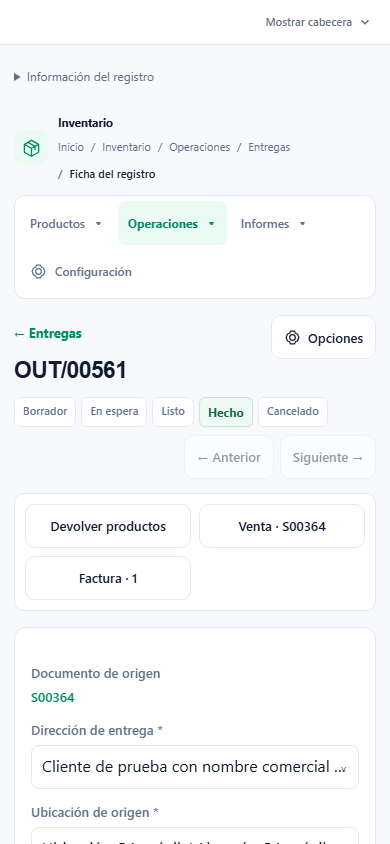 Mostrar cabecera
Información del registro
Inventario
Inicio / Inventario / Operaciones / Entregas
/ Ficha del registro
Productos Operaciones Informes
Configuración
← Entregas
Opciones
OUT/00561
Borrador En espera Listo Hecho Cancelado
← Anterior Siguiente →
Devolver productos Venta · S00364
Factura · 1
Documento de origen
S00364
Dirección de entrega *
Cliente de prueba con nombre comercial ...
Ubicación de origen *